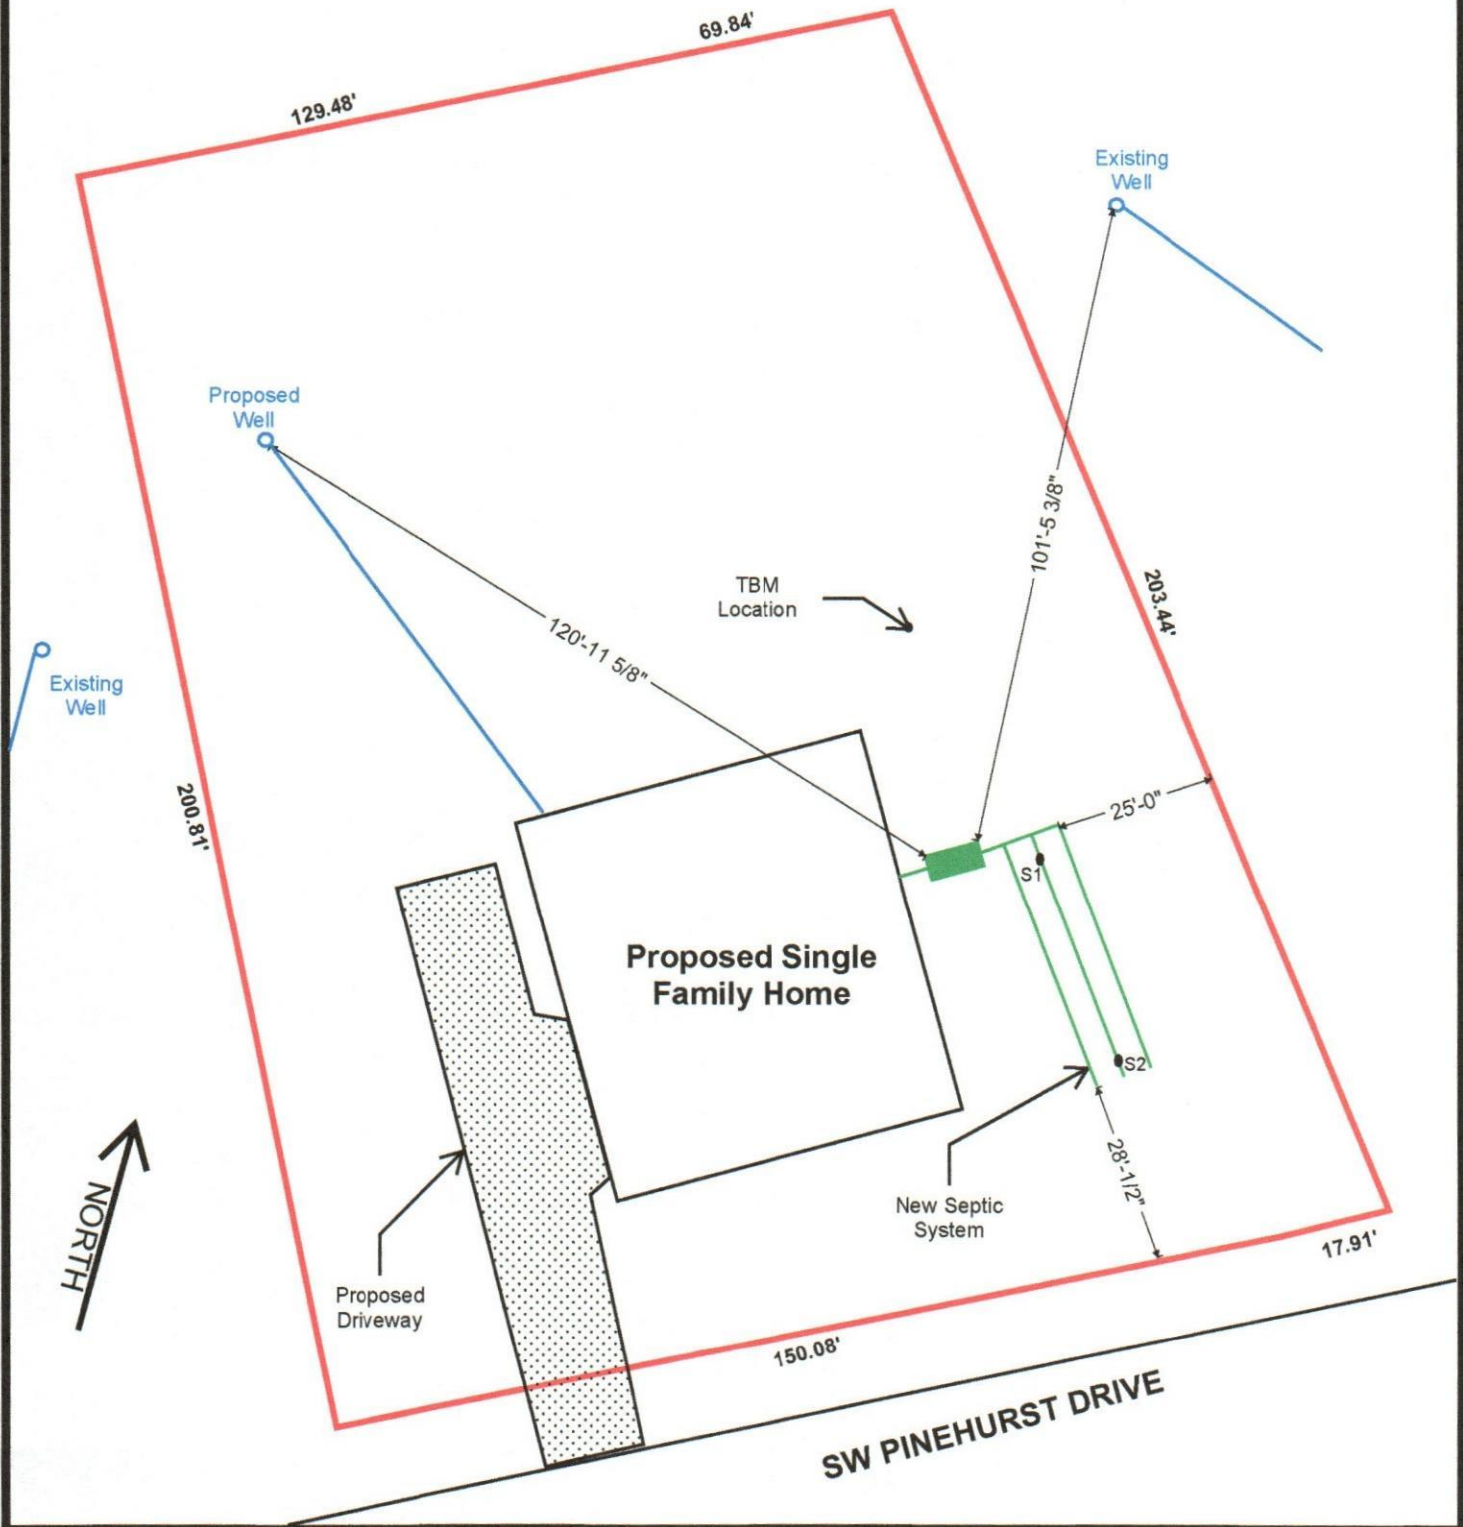 69.84'
129.48'
Existing
Well
Proposed
Well
101'-5 3/8"
TBM
Location
203.44'
120'-11 5/8"
Existing
Well
200.81'
25'-0"
S1
Proposed Single
Family Home
S2
28'-1/2"
New Septic
System
NORTH
17.91'
Proposed
Driveway
150.08'
SW PINEHURST DRIVE